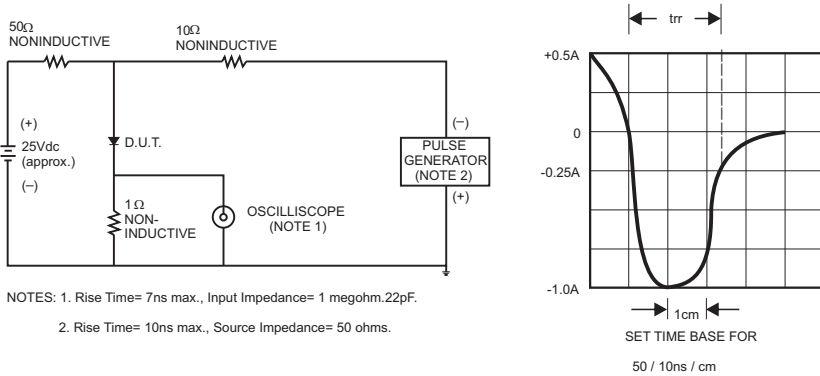 50Ω
NONINDUCTIVE
10Ω
NONINDUCTIVE
(+)
25Vdc
(approx.)
(−)
D.U.T.
1Ω
NON-
INDUCTIVE
OSCILLISCOPE
(NOTE 1)
(−)
PULSE
GENERATOR
(NOTE 2)
(+)
NOTES: 1. Rise Time= 7ns max., Input Impedance= 1 megohm.22pF.
2. Rise Time= 10ns max., Source Impedance= 50 ohms.
trr
+0.5A
0
-0.25A
-1.0A
1cm
SET TIME BASE FOR
50 / 10ns / cm